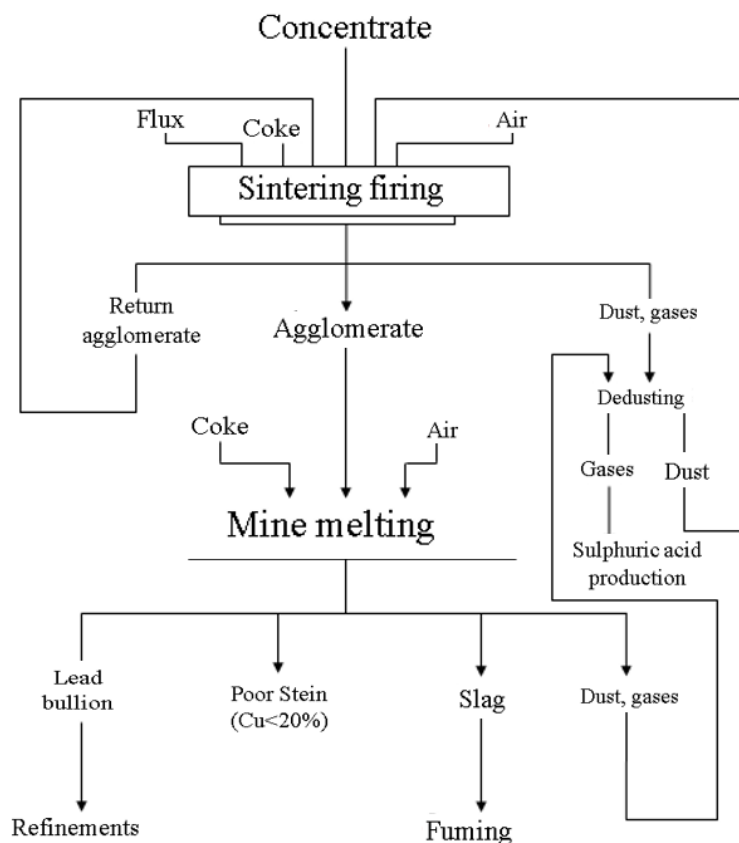 Concentrate
Flux
Coke
Air
Sintering firing
Return
agglomerate
Agglomerate
Dust, gases
Dedusting
Coke
Air
Gases
Dust
Mine melting
Sulphuric acid
production
Lead
bullion
Poor Stein
(Cu<20%)
Slag
Dust, gases
Refinements
Fuming